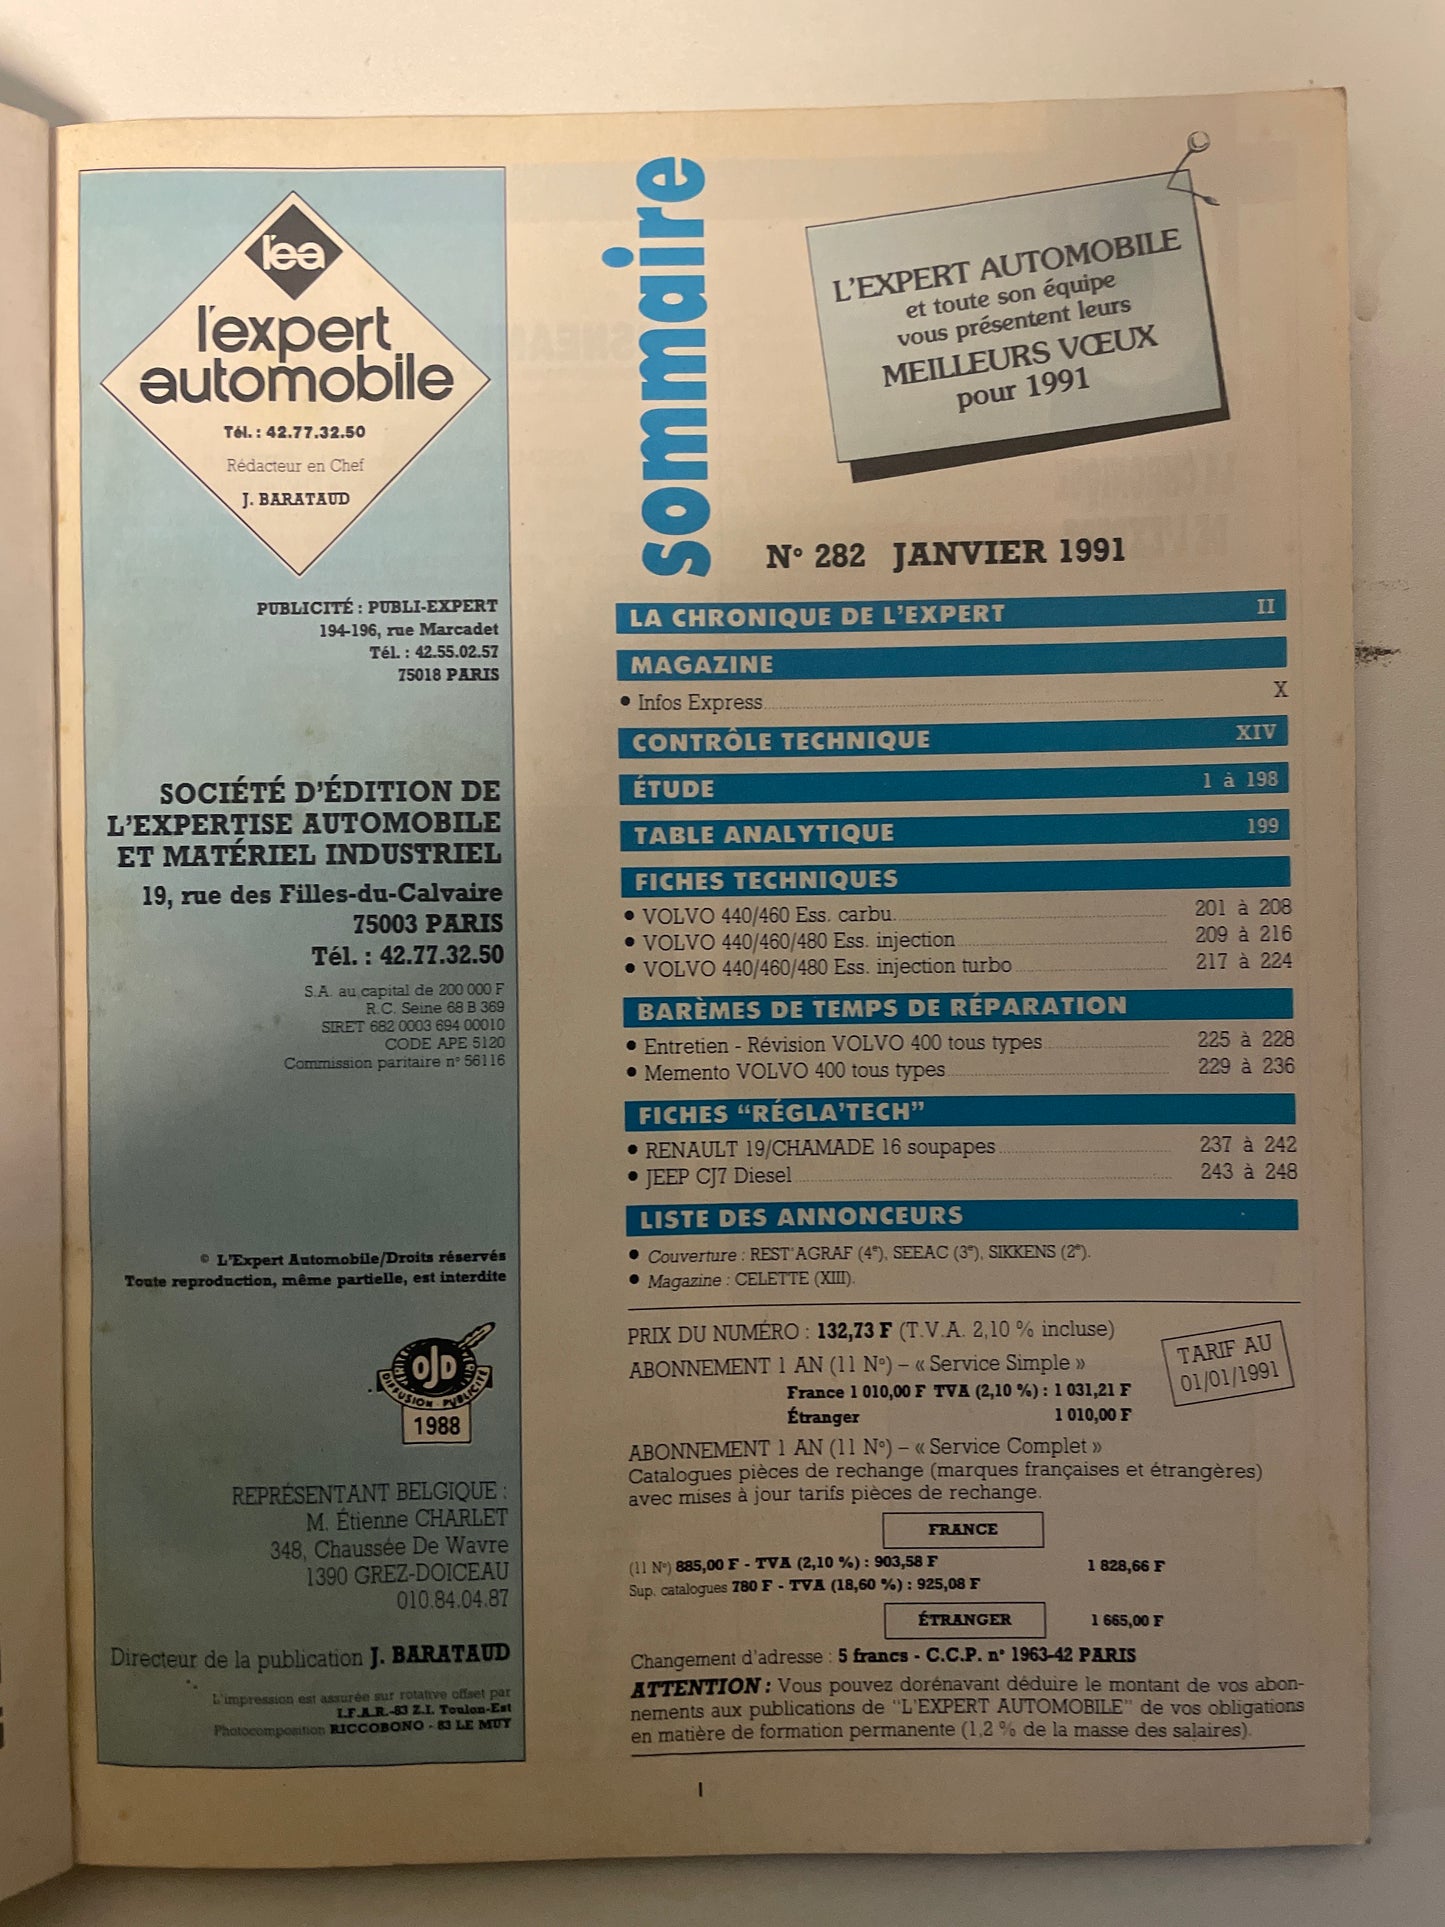 l'ea
l'expert
automobile
Tél. : 42.77.32.50
Rédacteur en Chef
J. BARATAUD
PUBLICITÉ : PUBLI-EXPERT
194-196, rue Marcadet
Tél. : 42.55.02.57
75018 PARIS
SOCIÉTÉ D'ÉDITION DE
L'EXPERTISE AUTOMOBILE
ET MATÉRIEL INDUSTRIEL
19, rue des Filles-du-Calvaire
75003 PARIS
Tél. : 42.77.32.50
S.A. au capital de 200 000 F
R.C. Seine 68 B 369
SIRET 682 0003 694 00010
CODE APE 5120
Commission paritaire n° 56116
© L'Expert Automobile/Droits réservés
Toute reproduction, même partielle, est interdite
OJD
DIFFUSION - PUBLICITÉ
1988
REPRÉSENTANT BELGIQUE :
M. Étienne CHARLET
348, Chaussée De Wavre
1390 GREZ-DOICEAU
010.84.04.87
Directeur de la publication J. BARATAUD
L'impression est assurée sur rotative offset par
I.F.A.R.-83 Z.I. Toulon-Est
Photocomposition RICCOBONO - 83 LE MUY
sommaire
L'EXPERT AUTOMOBILE
et toute son équipe
vous présentent leurs
MEILLEURS VŒUX
pour 1991
N° 282 JANVIER 1991
LA CHRONIQUE DE L'EXPERT II
MAGAZINE
• Infos Express X
CONTRÔLE TECHNIQUE XIV
ÉTUDE 1 à 198
TABLE ANALYTIQUE 199
FICHES TECHNIQUES
• VOLVO 440/460 Ess. carbu. 201 à 208
• VOLVO 440/460/480 Ess. injection 209 à 216
• VOLVO 440/460/480 Ess. injection turbo 217 à 224
BARÈMES DE TEMPS DE RÉPARATION
• Entretien - Révision VOLVO 400 tous types 225 à 228
• Memento VOLVO 400 tous types 229 à 236
FICHES "RÉGLA'TECH"
• RENAULT 19/CHAMADE 16 soupapes 237 à 242
• JEEP CJ7 Diesel 243 à 248
LISTE DES ANNONCEURS
• Couverture : REST'AGRAF (4e), SEEAC (3e), SIKKENS (2e).
• Magazine : CELETTE (XIII).
PRIX DU NUMÉRO : 132,73 F (T.V.A. 2,10 % incluse)
TARIF AU
01/01/1991
ABONNEMENT 1 AN (11 N°) – « Service Simple »
France 1 010,00 F TVA (2,10 %) : 1 031,21 F
Étranger 1 010,00 F
ABONNEMENT 1 AN (11 N°) – « Service Complet »
Catalogues pièces de rechange (marques françaises et étrangères)
avec mises à jour tarifs pièces de rechange.
FRANCE
(11 N°) 885,00 F - TVA (2,10 %) : 903,58 F 1 828,66 F
Sup. catalogues 780 F - TVA (18,60 %) : 925,08 F
ÉTRANGER 1 665,00 F
Changement d'adresse : 5 francs - C.C.P. n° 1963-42 PARIS
ATTENTION : Vous pouvez dorénavant déduire le montant de vos abon-
nements aux publications de "L'EXPERT AUTOMOBILE" de vos obligations
en matière de formation permanente (1,2 % de la masse des salaires).
I